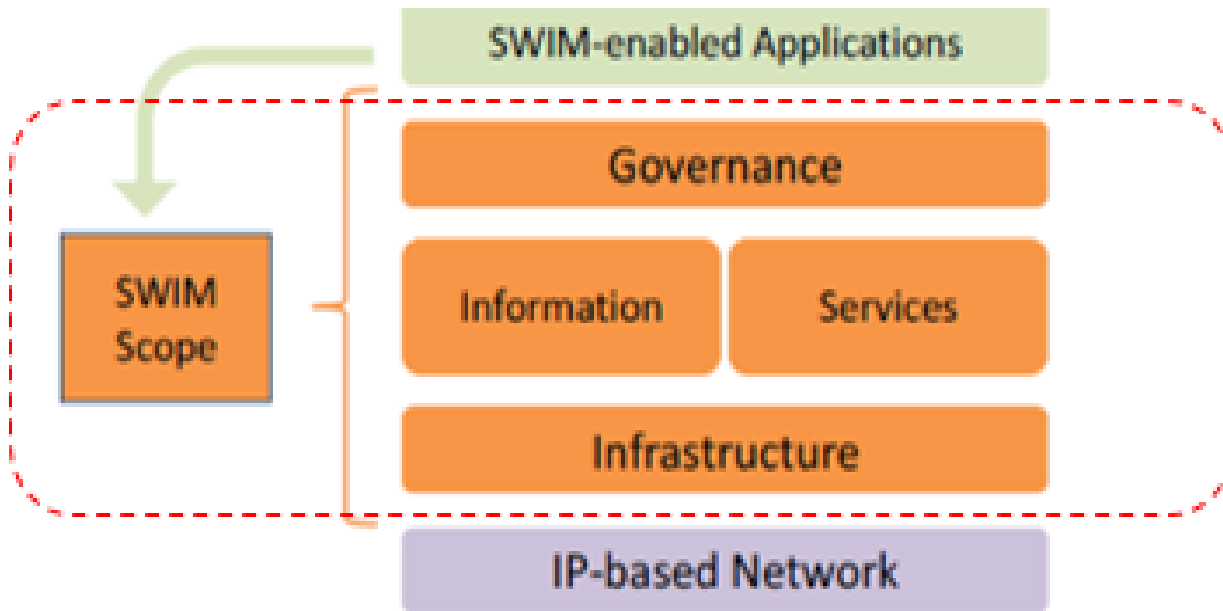 SWIM-enabled Applications
Governance
SWIM
Scope
Information
Services
Infrastructure
IP-based Network